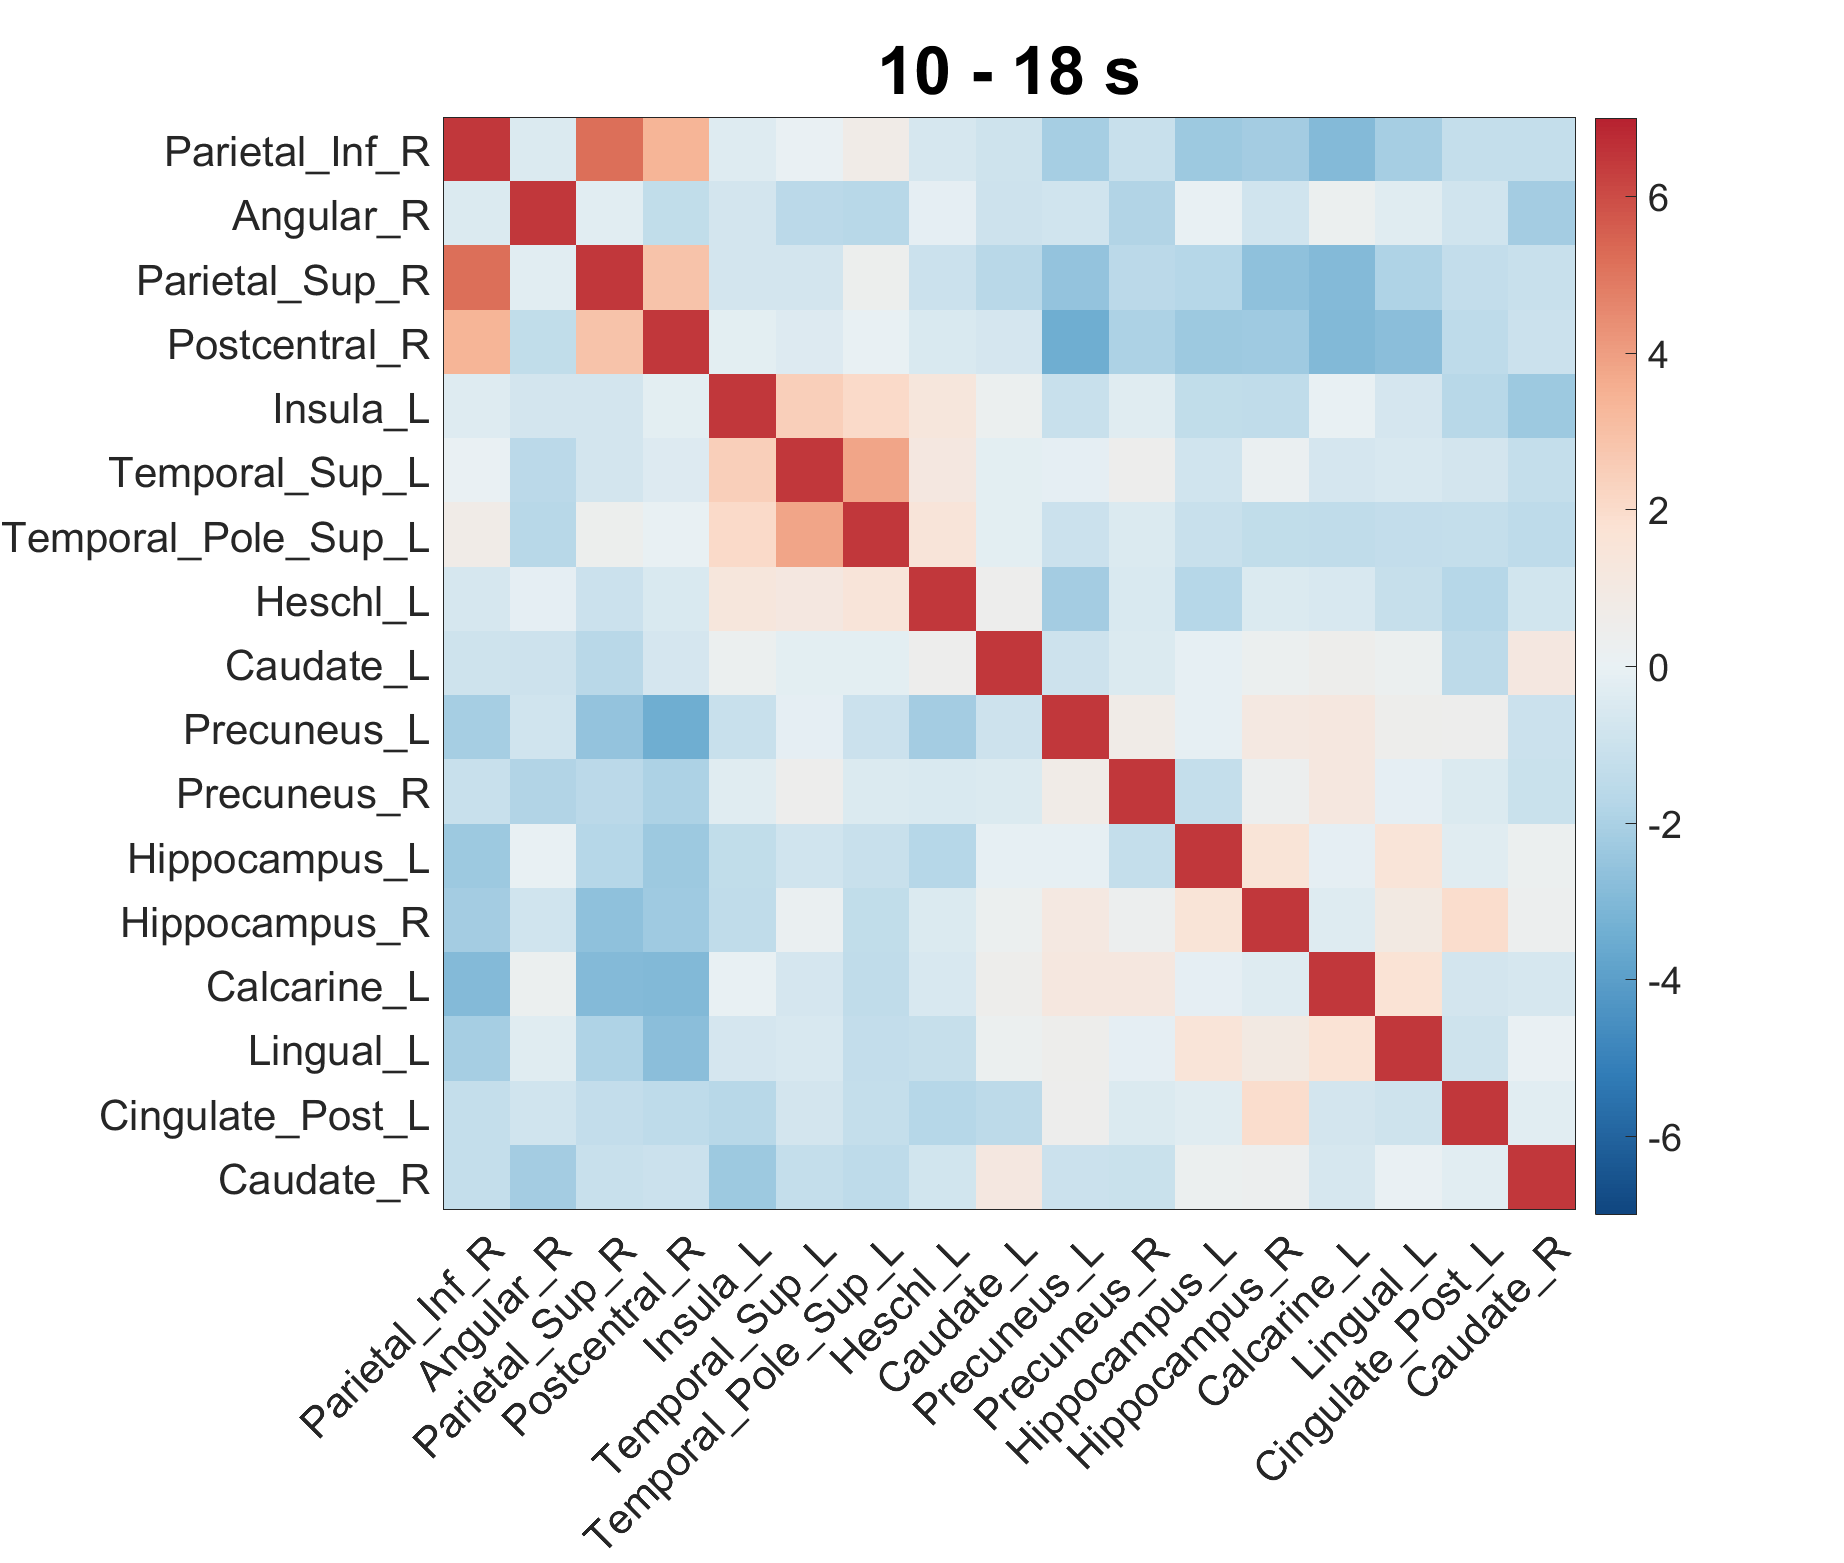 10 - 18 s
Parietal_Inf_R
Angular_R
Parietal_Sup_R
Postcentral_R
Insula_L
Temporal_Sup_L
Temporal_Pole_Sup_L
Heschl_L
Caudate_L
Precuneus_L
Precuneus_R
Hippocampus_L
Hippocampus_R
Calcarine_L
Lingual_L
Cingulate_Post_L
Caudate_R
6
4
2
0
-2
-4
-6
Parietal_Inf_R
Angular_R
Parietal_Sup_R
Postcentral_R
Insula_L
Temporal_Sup_L
Temporal_Pole_Sup_L
Heschl_L
Caudate_L
Precuneus_L
Precuneus_R
Hippocampus_L
Hippocampus_R
Calcarine_L
Lingual_L
Cingulate_Post_L
Caudate_R